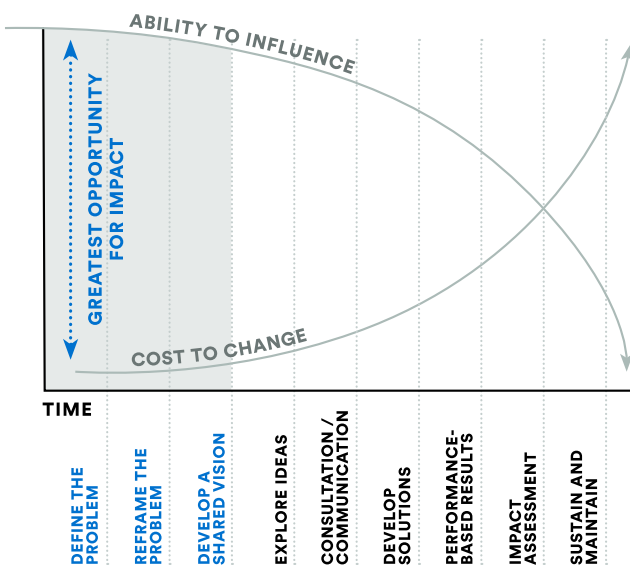 ABILITY TO INFLUENCE
GREATEST OPPORTUNITY
FOR IMPACT
COST TO CHANGE
TIME
DEFINE THE
PROBLEM
REFRAME THE
PROBLEM
DEVELOP A
SHARED VISION
EXPLORE IDEAS
CONSULTATION /
COMMUNICATION
DEVELOP
SOLUTIONS
PERFORMANCE-
BASED RESULTS
IMPACT
ASSESSMENT
SUSTAIN AND
MAINTAIN